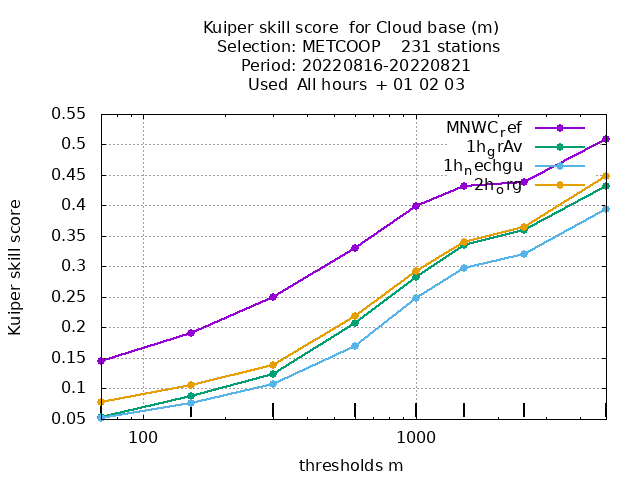 Kuiper skill score  for Cloud base (m)
Selection: METCOOP    231 stations
Period: 20220816-20220821
Used  All hours  + 01 02 03
MNWC_ref
1h_grAv
1h_nechgu
2h_org
0.55
0.5
0.45
0.4
0.35
0.3
0.25
0.2
0.15
0.1
0.05
Kuiper skill score
100
1000
thresholds m